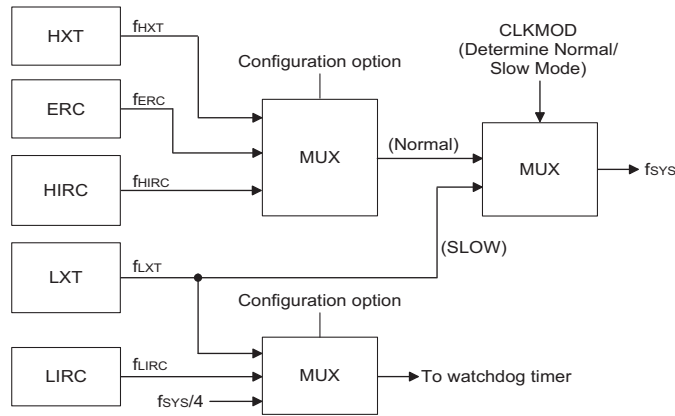 HXT
fHXT
CLKMOD
(Determine Normal/
Slow Mode)
Configuration option
ERC
fERC
MUX
(Normal)
MUX
fSYS
HIRC
fHIRC
(SLOW)
LXT
fLXT
Configuration option
LIRC
fLIRC
MUX
To watchdog timer
fSYS/4